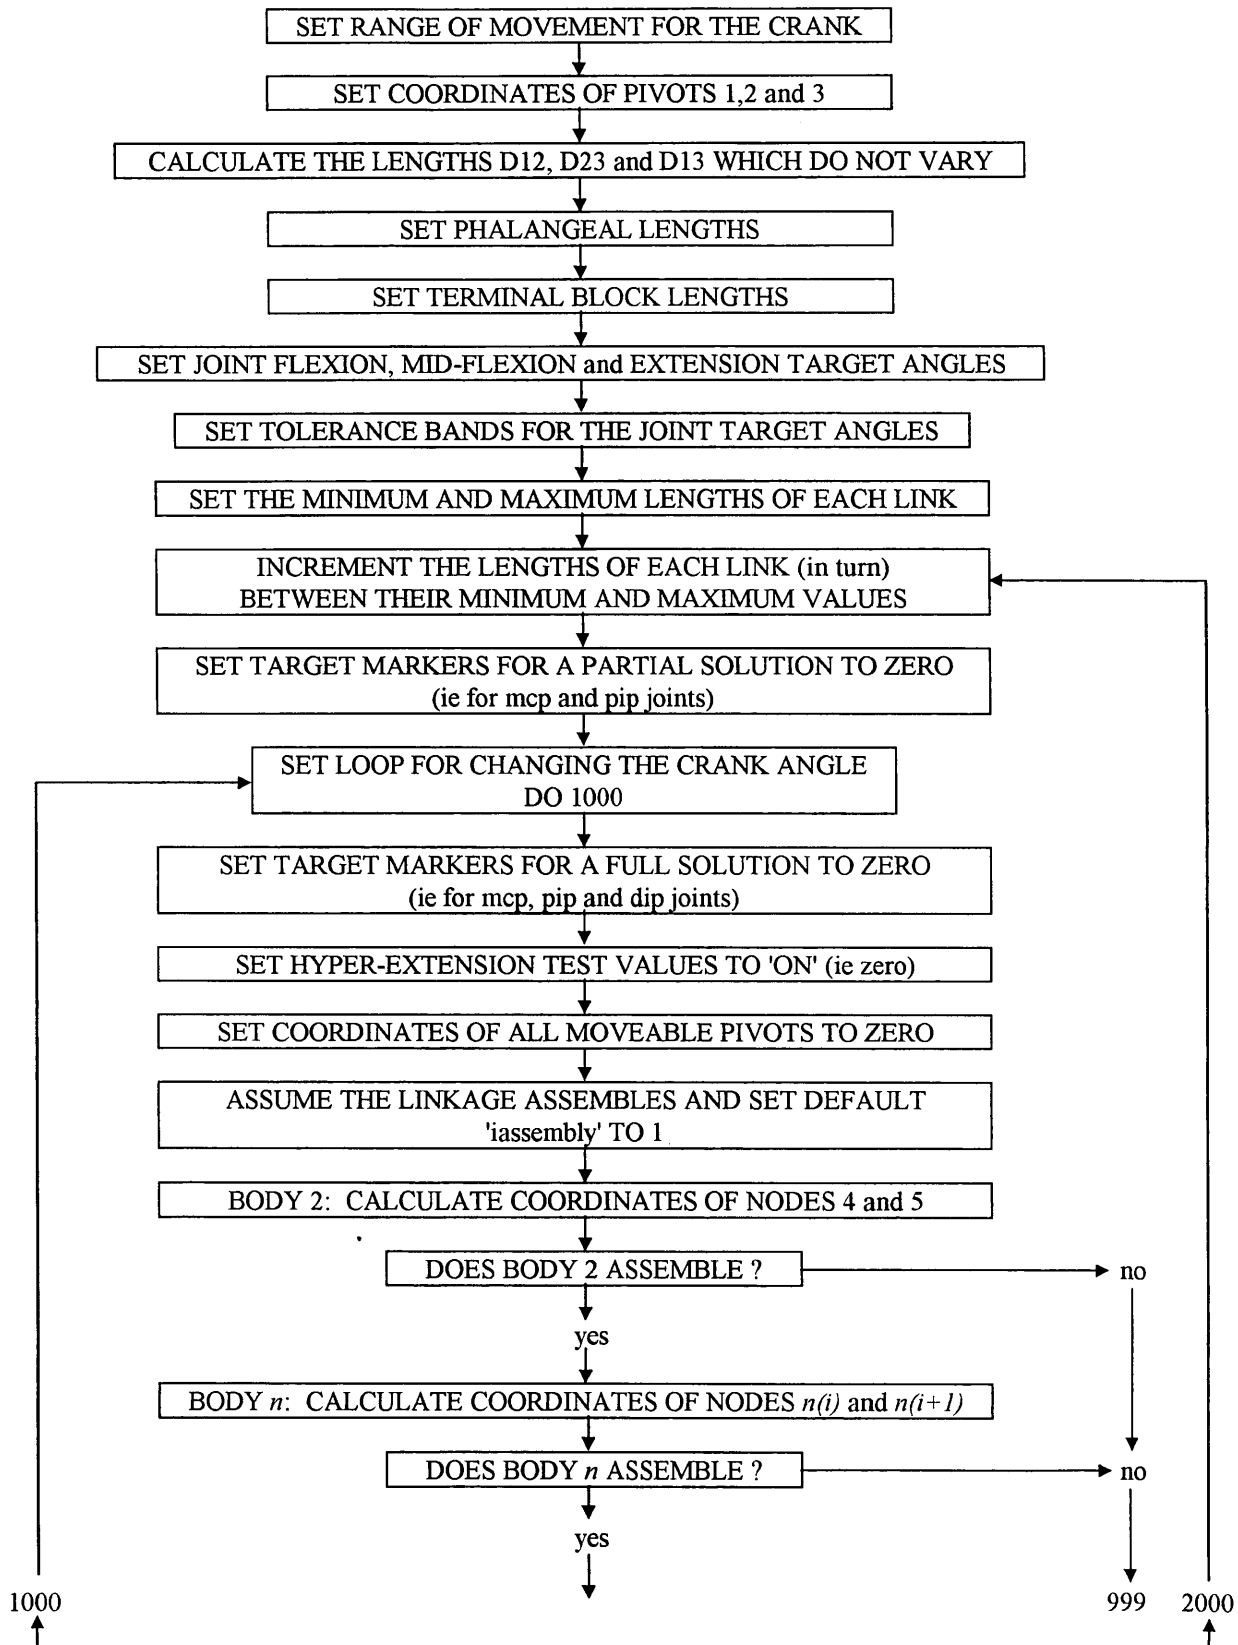 SET RANGE OF MOVEMENT FOR THE CRANK
SET COORDINATES OF PIVOTS 1,2 and 3
CALCULATE THE LENGTHS D12, D23 and D13 WHICH DO NOT VARY
SET PHALANGEAL LENGTHS
SET TERMINAL BLOCK LENGTHS
SET JOINT FLEXION, MID-FLEXION and EXTENSION TARGET ANGLES
SET TOLERANCE BANDS FOR THE JOINT TARGET ANGLES
SET THE MINIMUM AND MAXIMUM LENGTHS OF EACH LINK
INCREMENT THE LENGTHS OF EACH LINK (in turn)
BETWEEN THEIR MINIMUM AND MAXIMUM VALUES
SET TARGET MARKERS FOR A PARTIAL SOLUTION TO ZERO
(ie for mcp and pip joints)
SET LOOP FOR CHANGING THE CRANK ANGLE
DO 1000
SET TARGET MARKERS FOR A FULL SOLUTION TO ZERO
(ie for mcp, pip and dip joints)
SET HYPER-EXTENSION TEST VALUES TO 'ON' (ie zero)
SET COORDINATES OF ALL MOVEABLE PIVOTS TO ZERO
ASSUME THE LINKAGE ASSEMBLES AND SET DEFAULT
'iassembly' TO 1
BODY 2: CALCULATE COORDINATES OF NODES 4 and 5
DOES BODY 2 ASSEMBLE ?
no
yes
BODY n: CALCULATE COORDINATES OF NODES n(i) and n(i+1)
DOES BODY n ASSEMBLE ?
no
yes
1000
999
2000